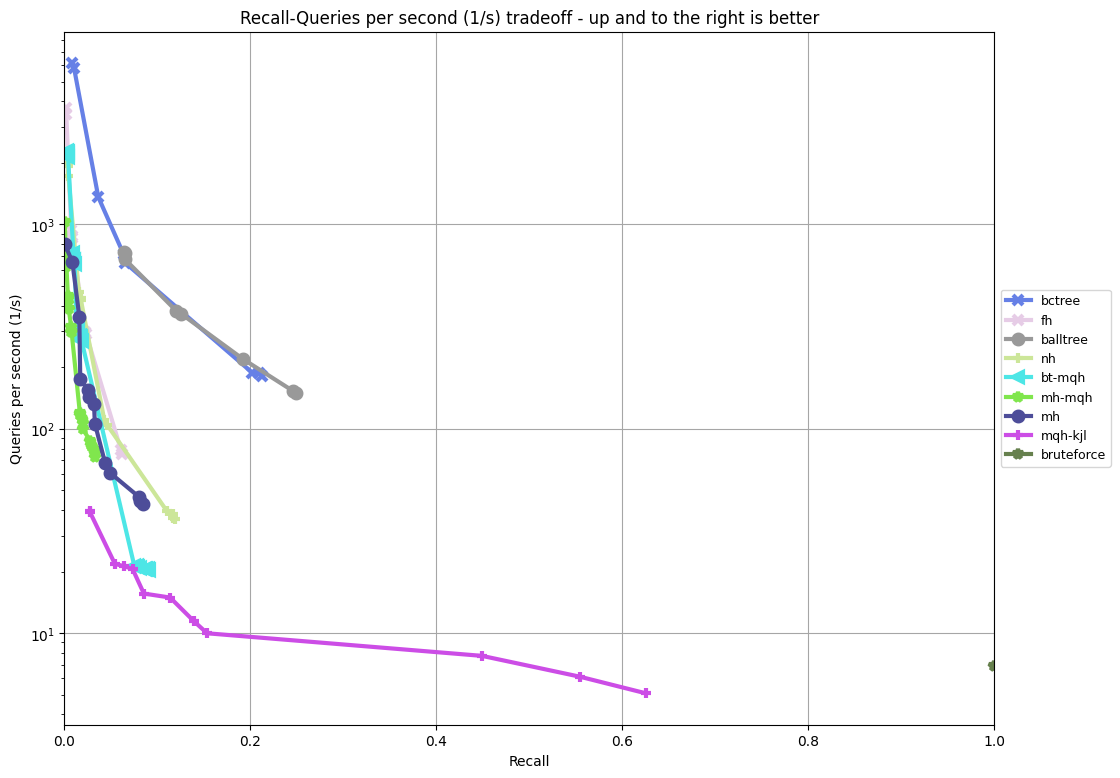 Recall-Queries per second (1/s) tradeoff - up and to the right is better
Queries per second (1/s)
10³
10²
10¹
0.0 0.2 0.4 0.6 0.8 1.0
Recall
bctree
fh
balltree
nh
bt-mqh
mh-mqh
mh
mqh-kjl
bruteforce